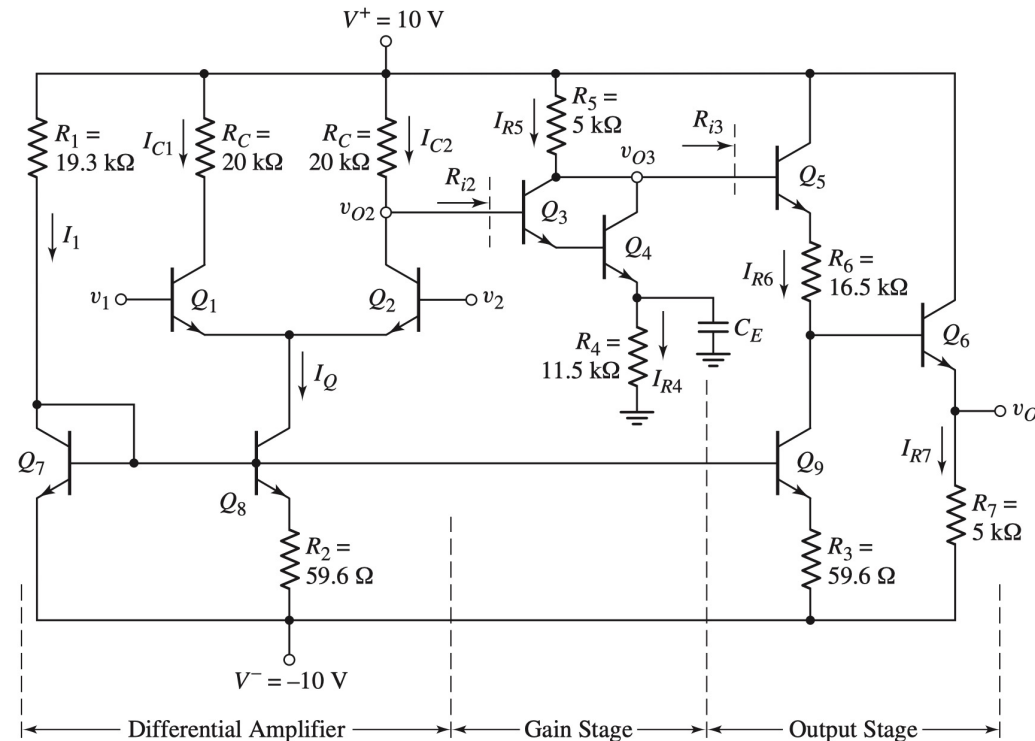 V⁺ = 10 V
R₁ =
19.3 kΩ
I_C1
R_C =
20 kΩ
R_C =
20 kΩ
I_C2
I_R5
R₅ =
5 kΩ
R_i3
v_O3
R_i2
v_O2
Q₃
Q₄
Q₅
I₁
I_R6
R₆ =
16.5 kΩ
v₁
Q₁
Q₂
v₂
R₄ =
11.5 kΩ
I_R4
C_E
Q₆
I_Q
v_O
Q₇
Q₈
Q₉
I_R7
R₂ =
59.6 Ω
R₃ =
59.6 Ω
R₇ =
5 kΩ
V⁻ = –10 V
Differential Amplifier
Gain Stage
Output Stage